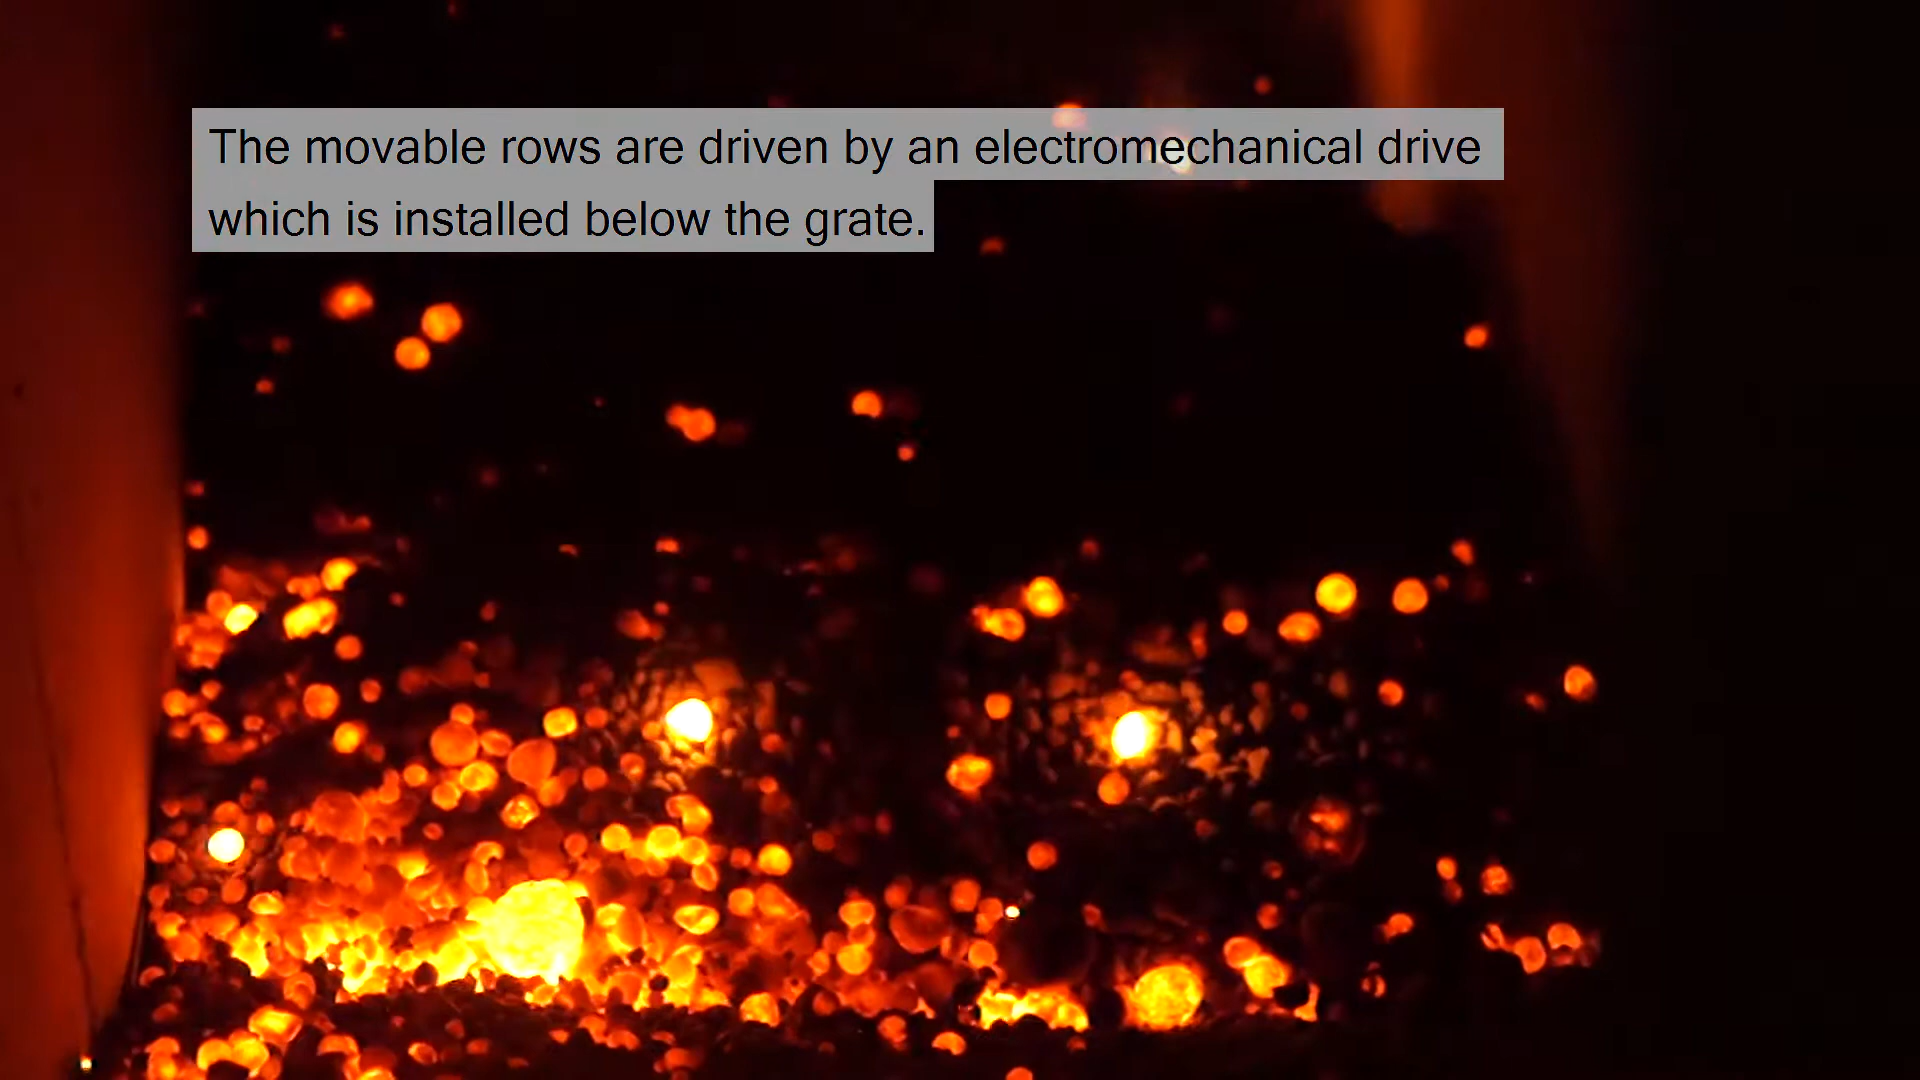 The movable rows are driven by an electromechanical drive
which is installed below the grate.